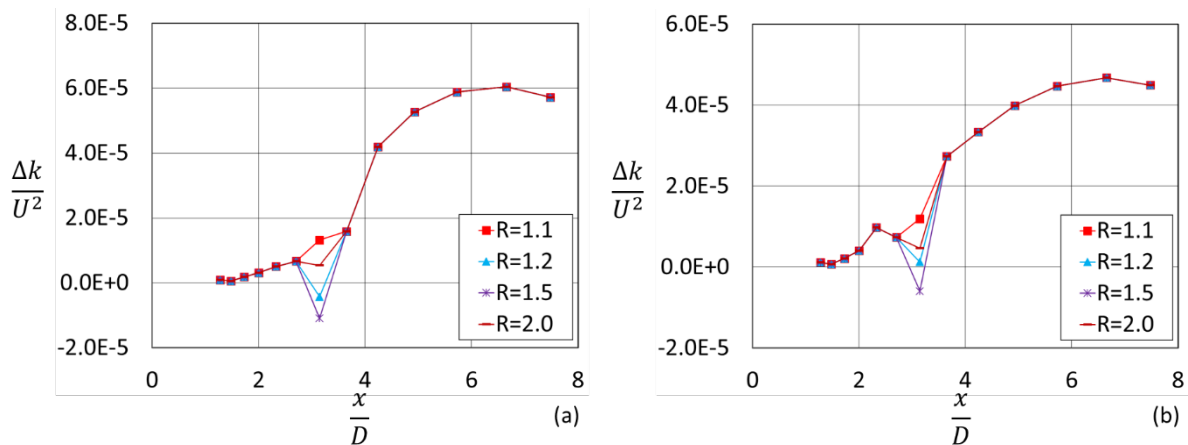 8.0E-5
6.0E-5
4.0E-5
2.0E-5
0.0E+0
-2.0E-5
Δk
U²
R=1.1
R=1.2
R=1.5
R=2.0
0 2 4 6 8
x
D
(a)
6.0E-5
4.0E-5
2.0E-5
0.0E+0
-2.0E-5
Δk
U²
R=1.1
R=1.2
R=1.5
R=2.0
0 2 4 6 8
x
D
(b)